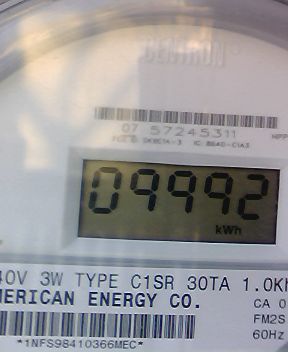 CENTRON
07 57245311
09992
kWh
40V 3W TYPE C1SR 30TA 1.0K
MERICAN ENERGY CO.
CA 0
FM2S
60Hz
*1NFS98410366MEC*